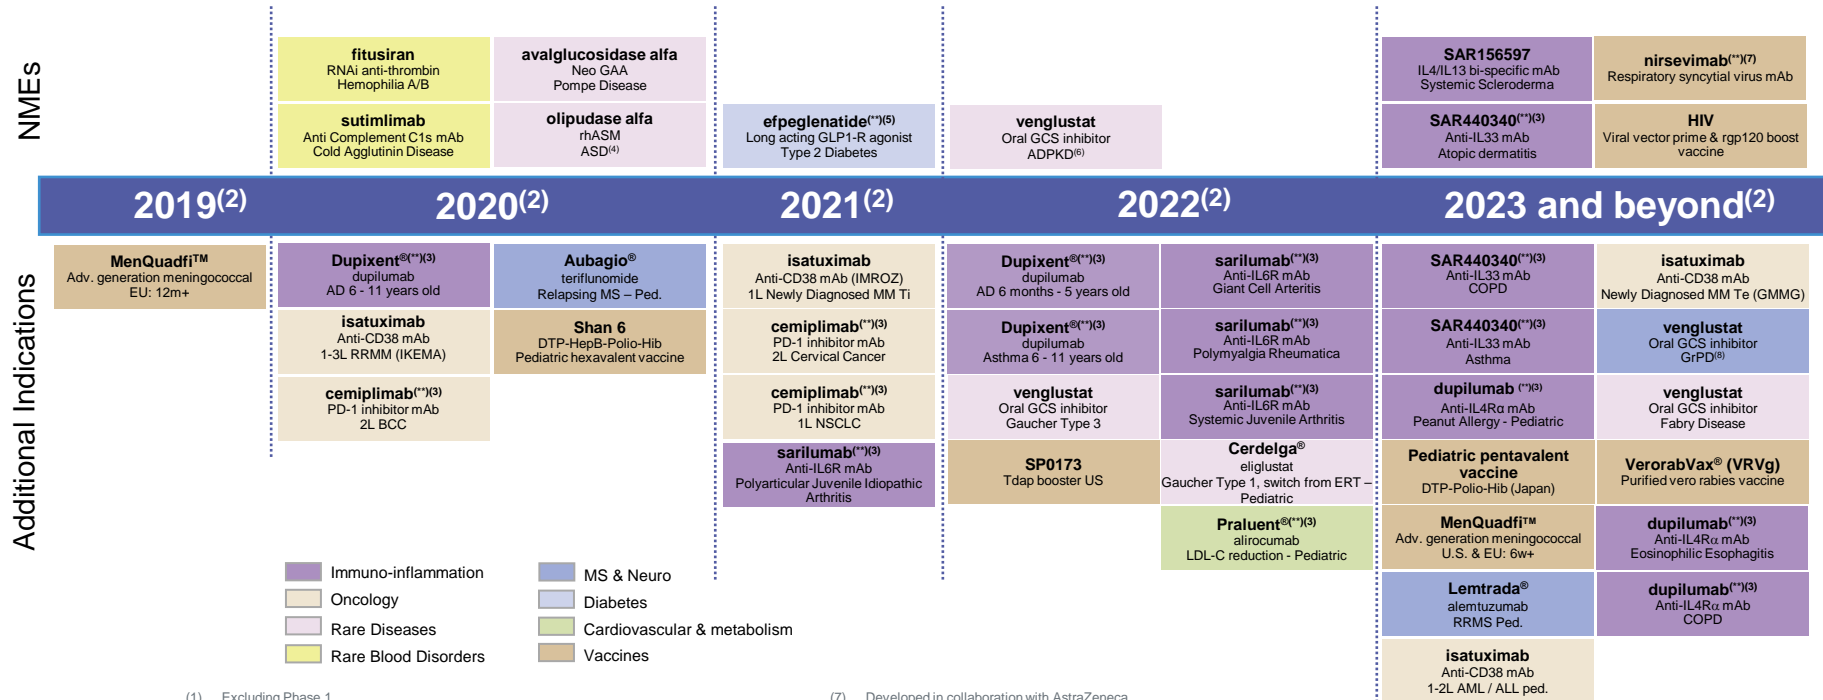 NMEs
fitusiran
RNAi anti-thrombin
Hemophilia A/B
avalglucosidase alfa
Neo GAA
Pompe Disease
sutimlimab
Anti Complement C1s mAb
Cold Agglutinin Disease
olipudase alfa
rhASM
ASD(4)
efpeglenatide(**)(5)
Long acting GLP1-R agonist
Type 2 Diabetes
venglustat
Oral GCS inhibitor
ADPKD(6)
SAR156597
IL4/IL13 bi-specific mAb
Systemic Scleroderma
nirsevimab(**)(7)
Respiratory syncytial virus mAb
SAR440340(**)(3)
Anti-IL33 mAb
Atopic dermatitis
HIV
Viral vector prime & rgp120 boost
vaccine
2019(2)
2020(2)
2021(2)
2022(2)
2023 and beyond(2)
Additional Indications
MenQuadfi™
Adv. generation meningococcal
EU: 12m+
Dupixent®(**)(3)
dupilumab
AD 6 - 11 years old
Aubagio®
teriflunomide
Relapsing MS – Ped.
isatuximab
Anti-CD38 mAb
1-3L RRMM (IKEMA)
Shan 6
DTP-HepB-Polio-Hib
Pediatric hexavalent vaccine
cemiplimab(**)(3)
PD-1 inhibitor mAb
2L BCC
isatuximab
Anti-CD38 mAb (IMROZ)
1L Newly Diagnosed MM Ti
cemiplimab(**)(3)
PD-1 inhibitor mAb
2L Cervical Cancer
cemiplimab(**)(3)
PD-1 inhibitor mAb
1L NSCLC
sarilumab(**)(3)
Anti-IL6R mAb
Polyarticular Juvenile Idiopathic
Arthritis
Dupixent®(**)(3)
dupilumab
AD 6 months - 5 years old
sarilumab(**)(3)
Anti-IL6R mAb
Giant Cell Arteritis
Dupixent®(**)(3)
dupilumab
Asthma 6 - 11 years old
sarilumab(**)(3)
Anti-IL6R mAb
Polymyalgia Rheumatica
venglustat
Oral GCS inhibitor
Gaucher Type 3
sarilumab(**)(3)
Anti-IL6R mAb
Systemic Juvenile Arthritis
SP0173
Tdap booster US
Cerdelga®
eliglustat
Gaucher Type 1, switch from ERT –
Pediatric
Praluent®(**)(3)
alirocumab
LDL-C reduction - Pediatric
SAR440340(**)(3)
Anti-IL33 mAb
COPD
isatuximab
Anti-CD38 mAb
Newly Diagnosed MM Te (GMMG)
SAR440340(**)(3)
Anti-IL33 mAb
Asthma
venglustat
Oral GCS inhibitor
GrPD(8)
dupilumab (**)(3)
Anti-IL4Rα mAb
Peanut Allergy - Pediatric
venglustat
Oral GCS inhibitor
Fabry Disease
Pediatric pentavalent
vaccine
DTP-Polio-Hib (Japan)
VerorabVax® (VRVg)
Purified vero rabies vaccine
MenQuadfi™
Adv. generation meningococcal
U.S. & EU: 6w+
dupilumab(**)(3)
Anti-IL4Rα mAb
Eosinophilic Esophagitis
Lemtrada®
alemtuzumab
RRMS Ped.
dupilumab(**)(3)
Anti-IL4Rα mAb
COPD
isatuximab
Anti-CD38 mAb
1-2L AML / ALL ped.
Immuno-inflammation
Oncology
Rare Diseases
Rare Blood Disorders
MS & Neuro
Diabetes
Cardiovascular & metabolism
Vaccines
(1) Excluding Phase 1
(7) Developed in collaboration with AstraZeneca